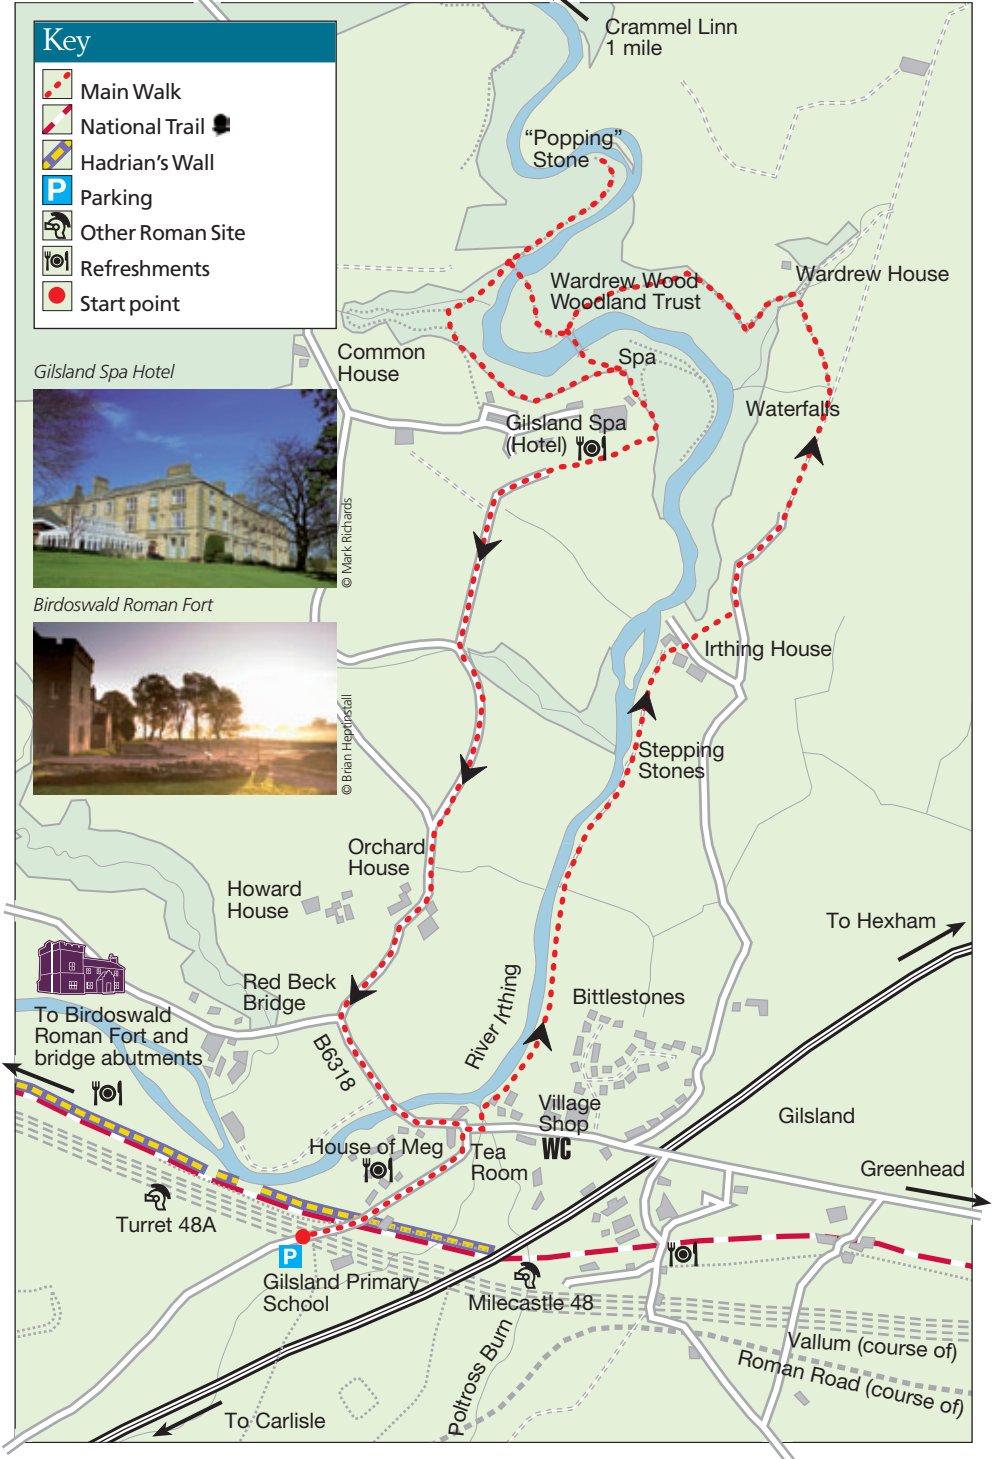 Key
Main Walk
National Trail
Hadrian's Wall
P Parking
Other Roman Site
Refreshments
Start point
Crammel Linn
1 mile
"Popping"
Stone
Wardrew Wood
Woodland Trust
Wardrew House
Common
House
Spa
Gilsland Spa
(Hotel)
Waterfalls
Gilsland Spa Hotel
© Mark Richards
Birdoswald Roman Fort
© Brian Heptinstall
Irthing House
Stepping
Stones
Orchard
House
Howard
House
To Hexham
Red Beck
Bridge
River Irthing
Bittlestones
To Birdoswald
Roman Fort and
bridge abutments
B6318
Village
Shop
WC
Gilsland
House of Meg
Tea
Room
Greenhead
Turret 48A
P
Gilsland Primary
School
Milecastle 48
Vallum (course of)
Roman Road (course of)
Poltross Burn
To Carlisle